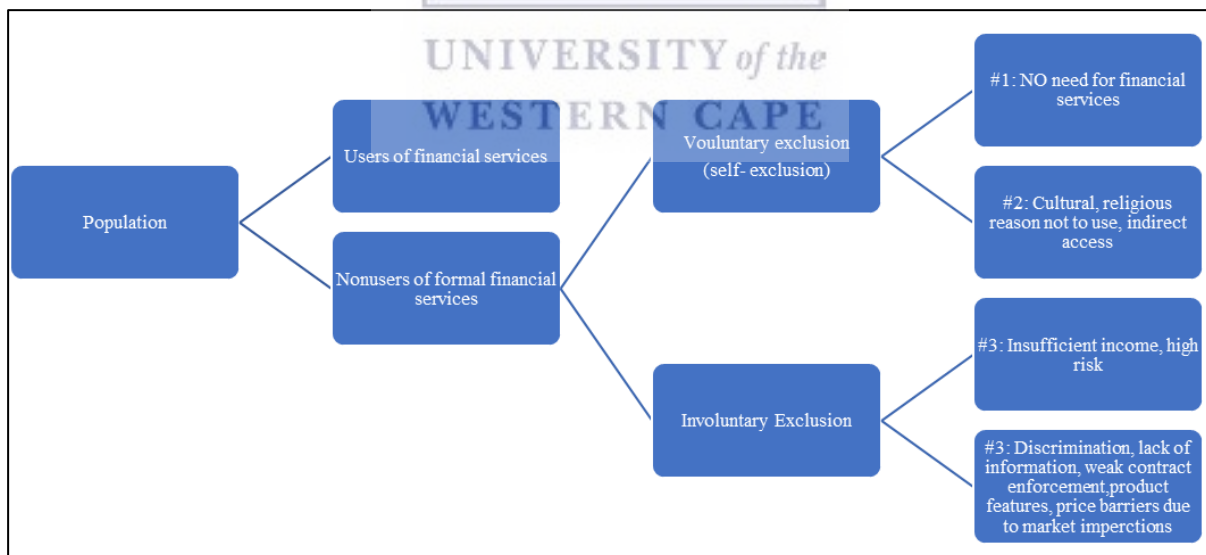 UNIVERSITY of the
WESTERN CAPE
Population
Users of financial services
Nonusers of formal financial
services
Vouluntary exclusion
(self- exclusion)
Involuntary Exclusion
#1: NO need for financial
services
#2: Cultural, religious
reason not to use, indirect
access
#3: Insufficient income, high
risk
#3: Discrimination, lack of
information, weak contract
enforcement,product
features, price barriers due
to market imperctions